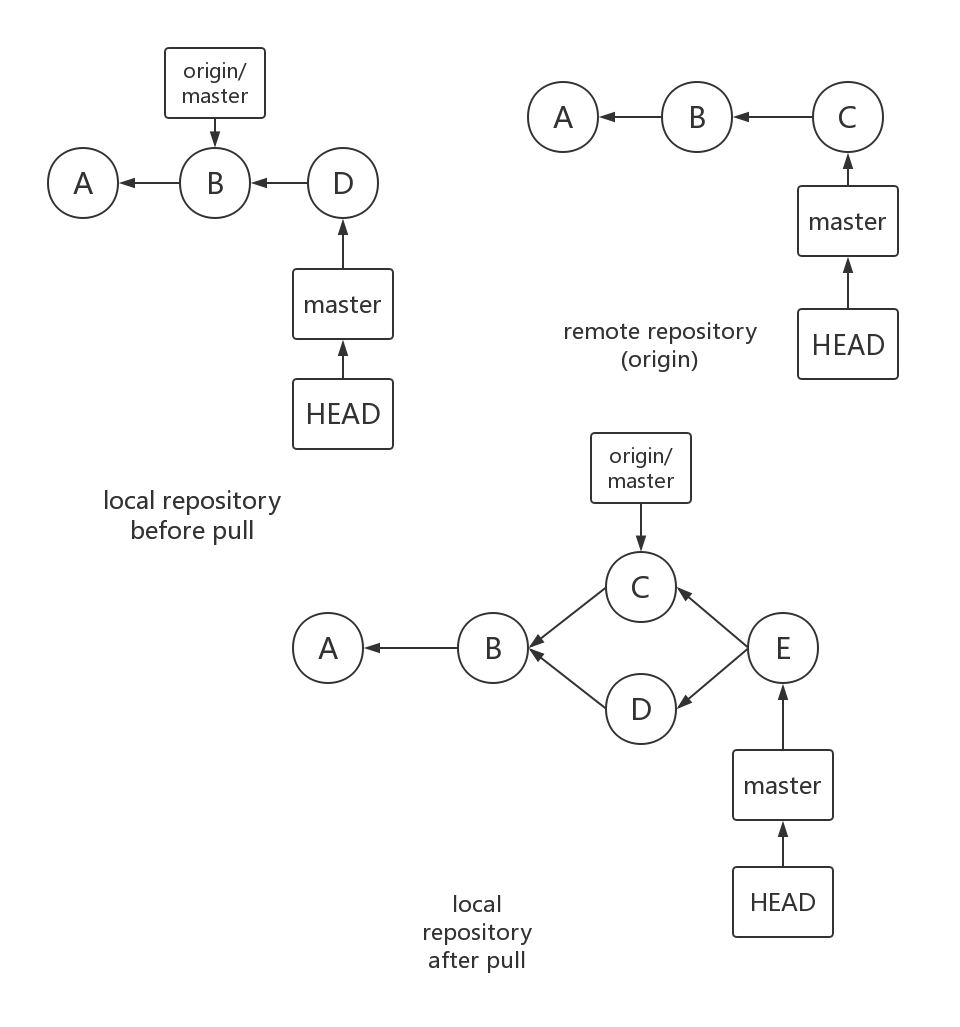 origin/
master
A
B
D
master
HEAD
local repository
before pull
A
B
C
master
HEAD
remote repository
(origin)
origin/
master
A
B
C
D
E
master
HEAD
local
repository
after pull